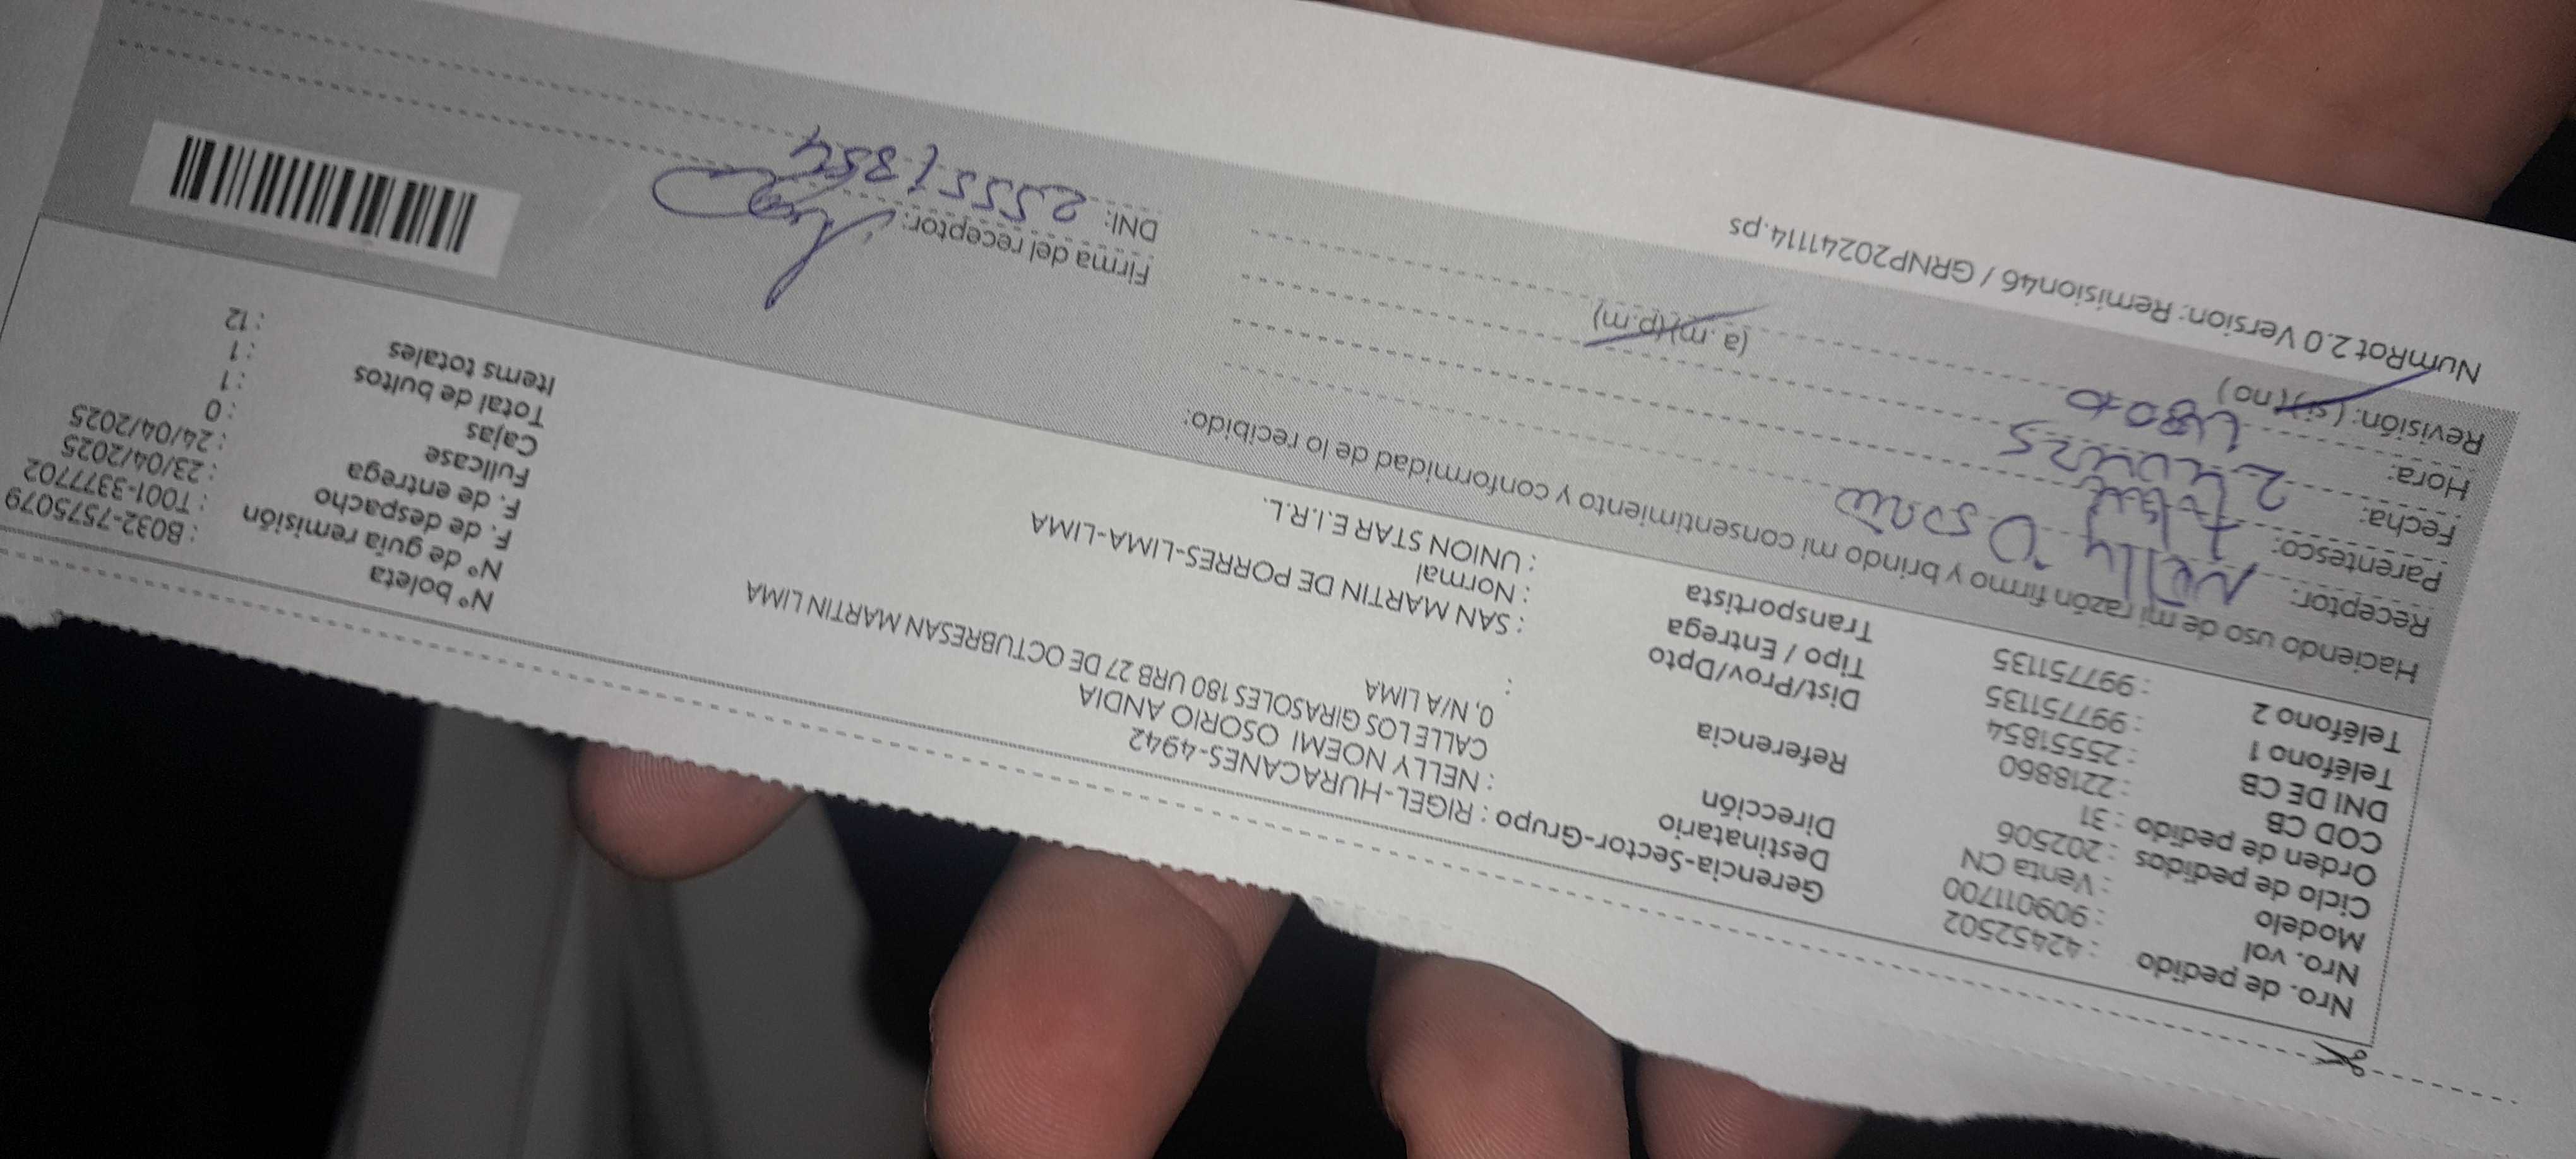 Nro. de pedido : 42452502
Nro. vol : 909011700
Modelo : Venta CN
Ciclo de pedidos : 202506
Orden de pedido : 31
COD CB : 2218860
DNI DE CB : 25551854
Teléfono 1 : 997751135
Teléfono 2 : 997751135
Gerencia-Sector-Grupo : RIGEL-HURACANES-4942
Destinatario : NELLY NOEMI OSORIO ANDIA
Dirección CALLE LOS GIRASOLES 180 URB 27 DE OCTUBRESAN MARTIN LIMA
0, N/A LIMA
Referencia :
Dist/Prov/Dpto : SAN MARTIN DE PORRES-LIMA-LIMA
Tipo / Entrega : Normal
Transportista : UNION STAR E.I.R.L.
Nº boleta : B032-7575079
Nº de guía remisión : T001-3377702
F. de despacho : 23/04/2025
F. de entrega : 24/04/2025
Fullcase : 0
Cajas : 1
Total de bultos : 1
Items totales : 12
Haciendo uso de mi razón firmo y brindo mi consentimiento y conformidad de lo recibido:
Receptor: Nelly Osorio
Parentesco:
Fecha:
Hora: (a.m)(p.m)
Revisión: (si)(no)
Firma del receptor:
DNI: 25551854
NumRot 2.0 Version: Remision46 / GRNP20241114.ps